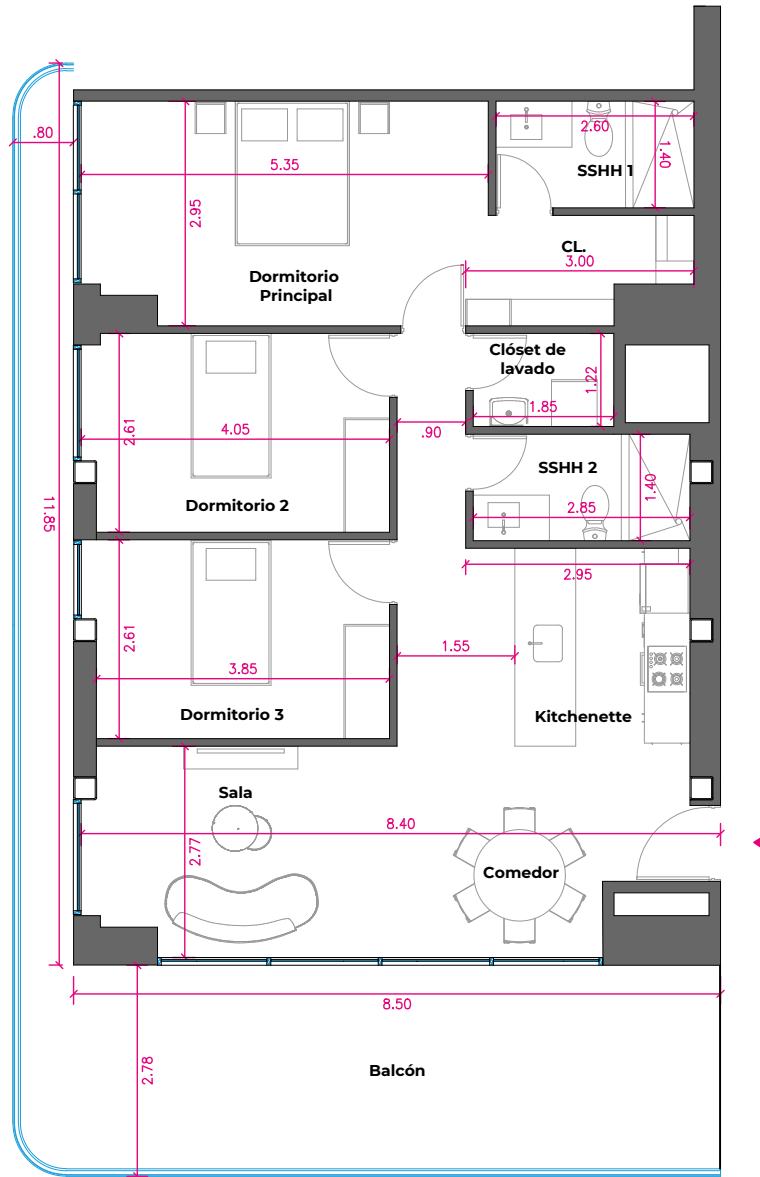 .80
2.60
1.40
SSHH 1
5.35
2.95
CL.
3.00
Dormitorio
Principal
Clóset de
lavado
1.22
1.85
2.61
4.05
.90
SSHH 2
1.40
2.85
Dormitorio 2
11.85
2.95
2.61
1.55
3.85
Dormitorio 3
Kitchenette
Sala
8.40
2.77
Comedor
8.50
2.78
Balcón